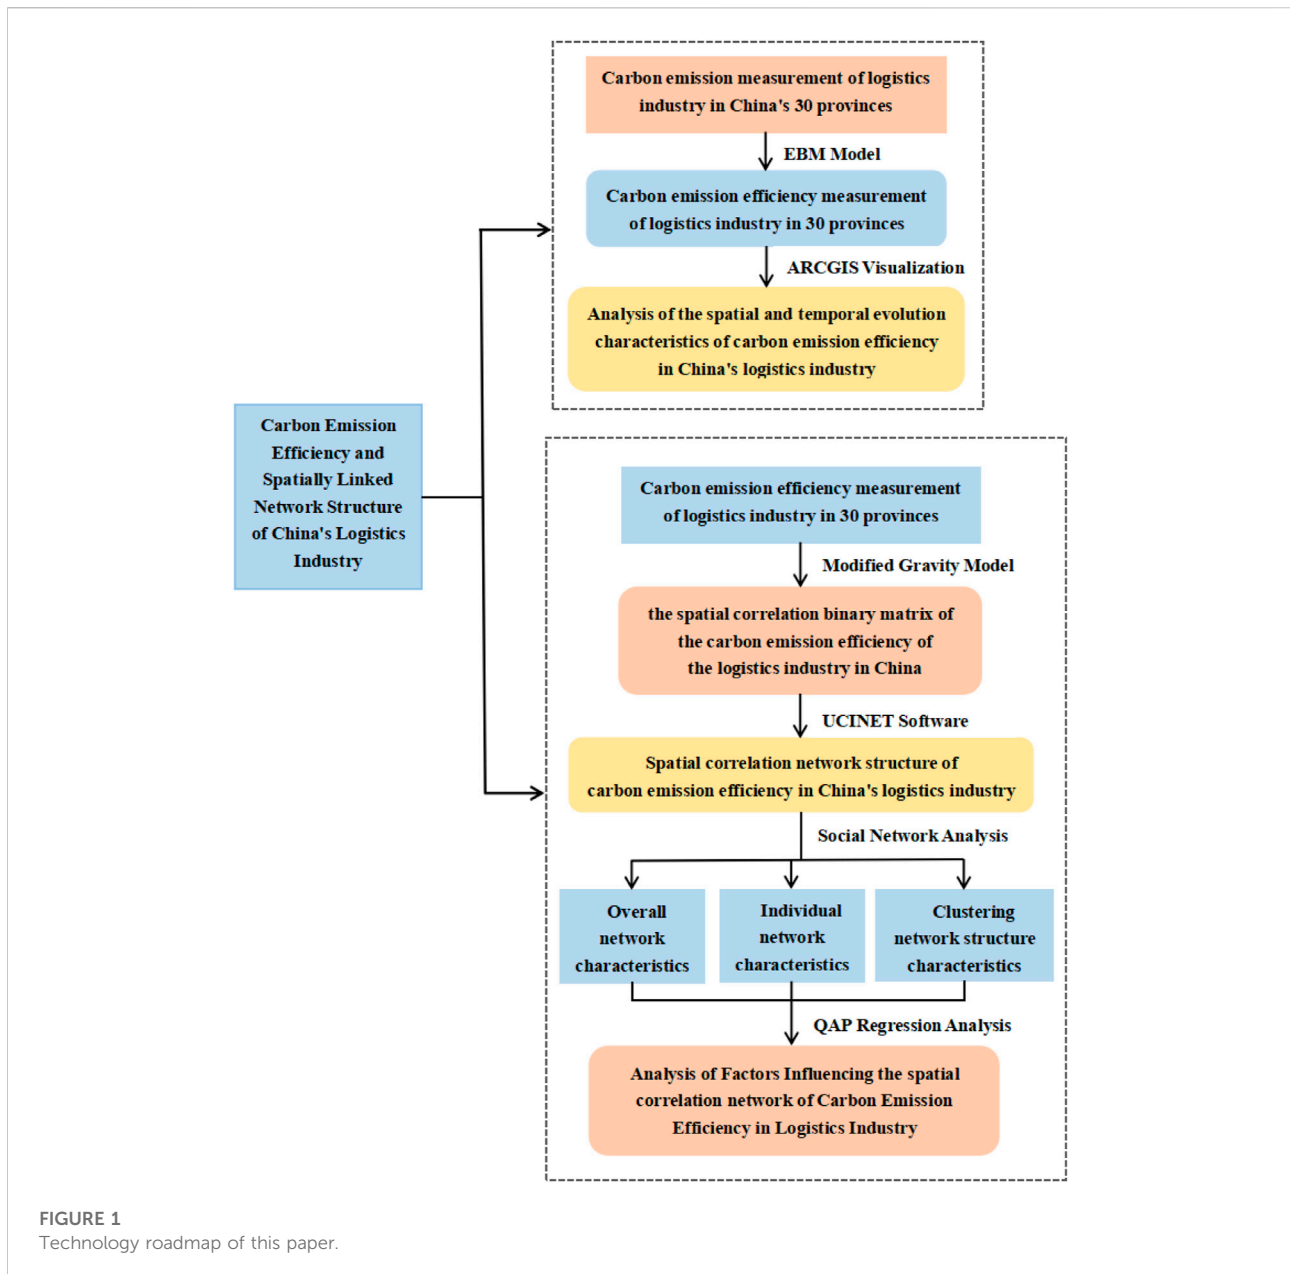 Carbon emission measurement of logistics
industry in China's 30 provinces
EBM Model
Carbon emission efficiency measurement
of logistics industry in 30 provinces
ARCGIS Visualization
Analysis of the spatial and temporal evolution
characteristics of carbon emission efficiency
in China's logistics industry
Carbon Emission
Efficiency and
Spatially Linked
Network Structure
of China's Logistics
Industry
Carbon emission efficiency measurement
of logistics industry in 30 provinces
Modified Gravity Model
the spatial correlation binary matrix of
the carbon emission efficiency of
the logistics industry in China
UCINET Software
Spatial correlation network structure of
carbon emission efficiency in China's logistics industry
Social Network Analysis
Overall
network
characteristics
Individual
network
characteristics
Clustering
network structure
characteristics
QAP Regression Analysis
Analysis of Factors Influencing the spatial
correlation network of Carbon Emission
Efficiency in Logistics Industry
FIGURE 1
Technology roadmap of this paper.